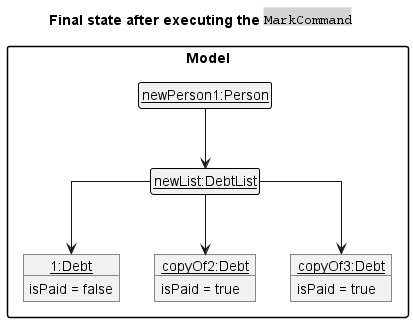 Final state after executing the MarkCommand
Model
newPerson1:Person
newList:DebtList
1:Debt
isPaid = false
copyOf2:Debt
isPaid = true
copyOf3:Debt
isPaid = true